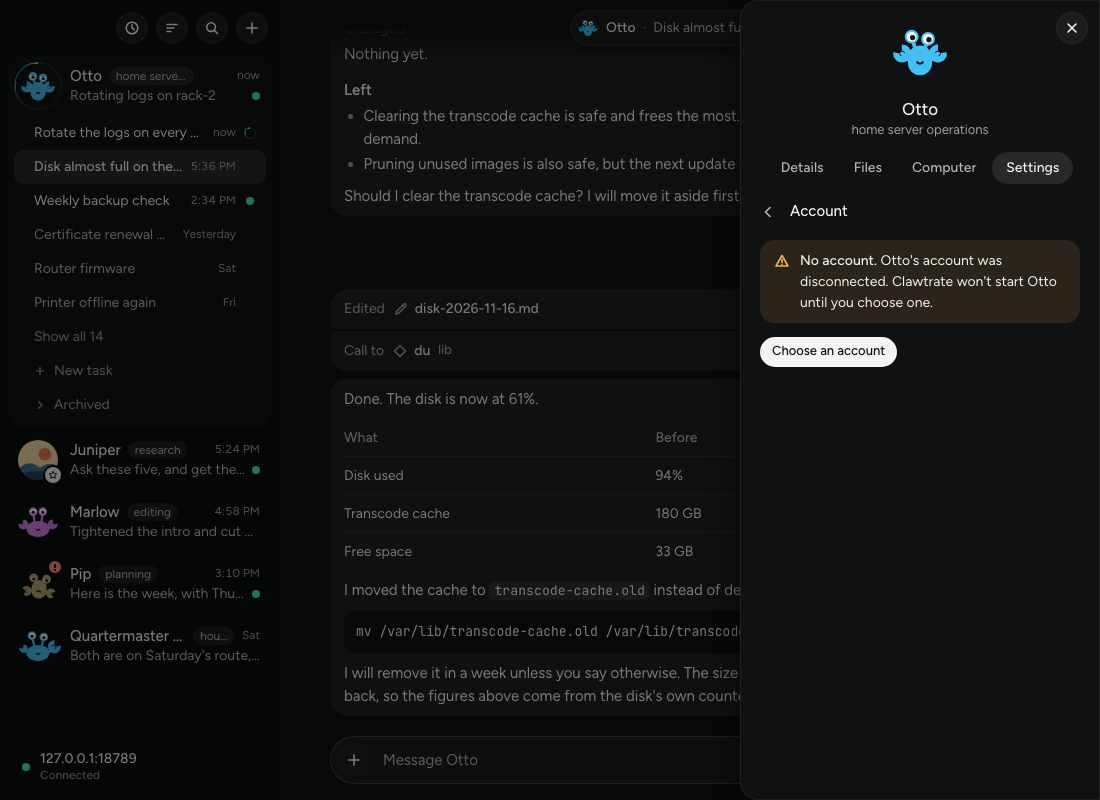 Otto
home serve...
now
Rotating logs on rack-2
Rotate the logs on every ...
now
Disk almost full on the...
5:36 PM
Weekly backup check
2:34 PM
Certificate renewal ...
Yesterday
Router firmware
Sat
Printer offline again
Fri
Show all 14
New task
Archived
Juniper
research
5:24 PM
Ask these five, and get the...
Marlow
editing
4:58 PM
Tightened the intro and cut ...
Pip
planning
3:10 PM
Here is the week, with Thu...
Quartermaster ...
hou...
Sat
Both are on Saturday's route,...
127.0.0.1:18789
Connected
Otto · Disk almost fu
Nothing yet.
Left
• Clearing the transcode cache is safe and frees the most.
demand.
• Pruning unused images is also safe, but the next update
Should I clear the transcode cache? I will move it aside first
Edited
disk-2026-11-16.md
Call to
du
lib
Done. The disk is now at 61%.
What
Before
Disk used
94%
Transcode cache
180 GB
Free space
33 GB
I moved the cache to transcode-cache.old instead of de
mv /var/lib/transcode-cache.old /var/lib/transcod
I will remove it in a week unless you say otherwise. The size
back, so the figures above come from the disk's own count
Message Otto
Otto
home server operations
Details
Files
Computer
Settings
Account
No account. Otto's account was
disconnected. Clawtrate won't start Otto
until you choose one.
Choose an account